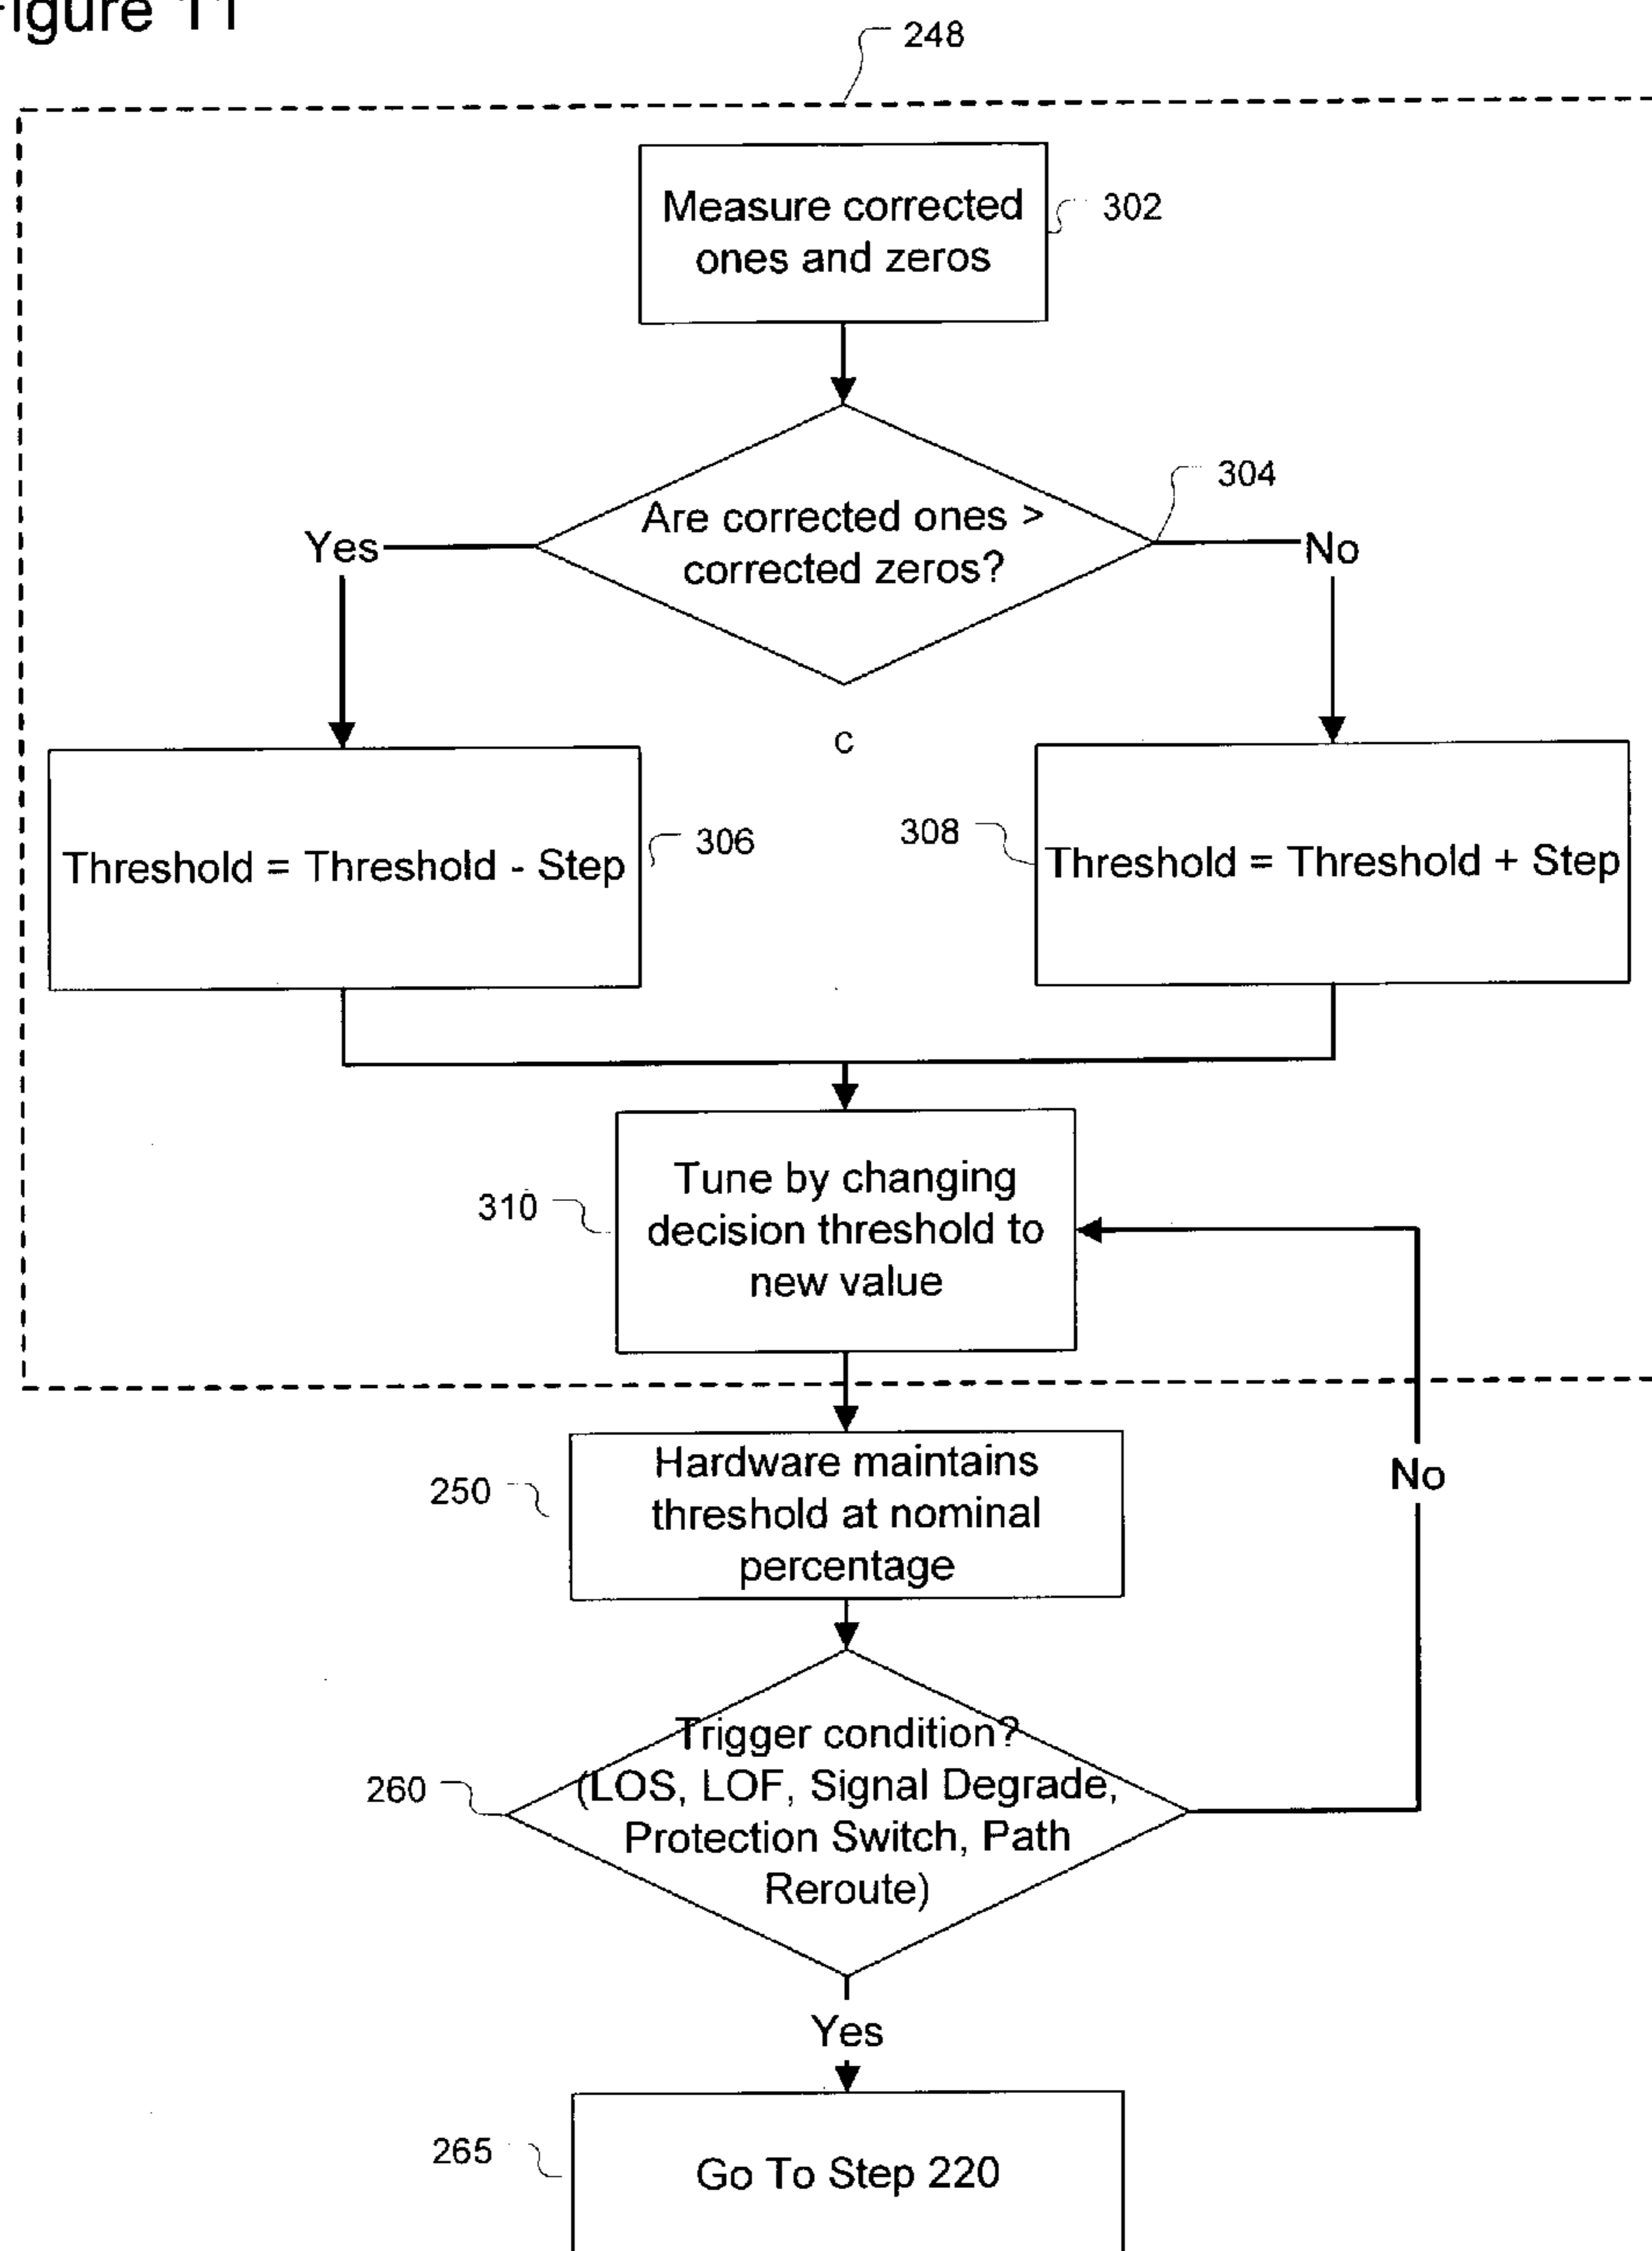 Figure 11
248
Measure corrected
ones and zeros
302
304
Are corrected ones >
corrected zeros?
Yes
No
C
Threshold = Threshold - Step
306
308
Threshold = Threshold + Step
310
Tune by changing
decision threshold to
new value
250
Hardware maintains
threshold at nominal
percentage
No
260
Trigger condition?
(LOS, LOF, Signal Degrade,
Protection Switch, Path
Reroute)
Yes
265
Go To Step 220